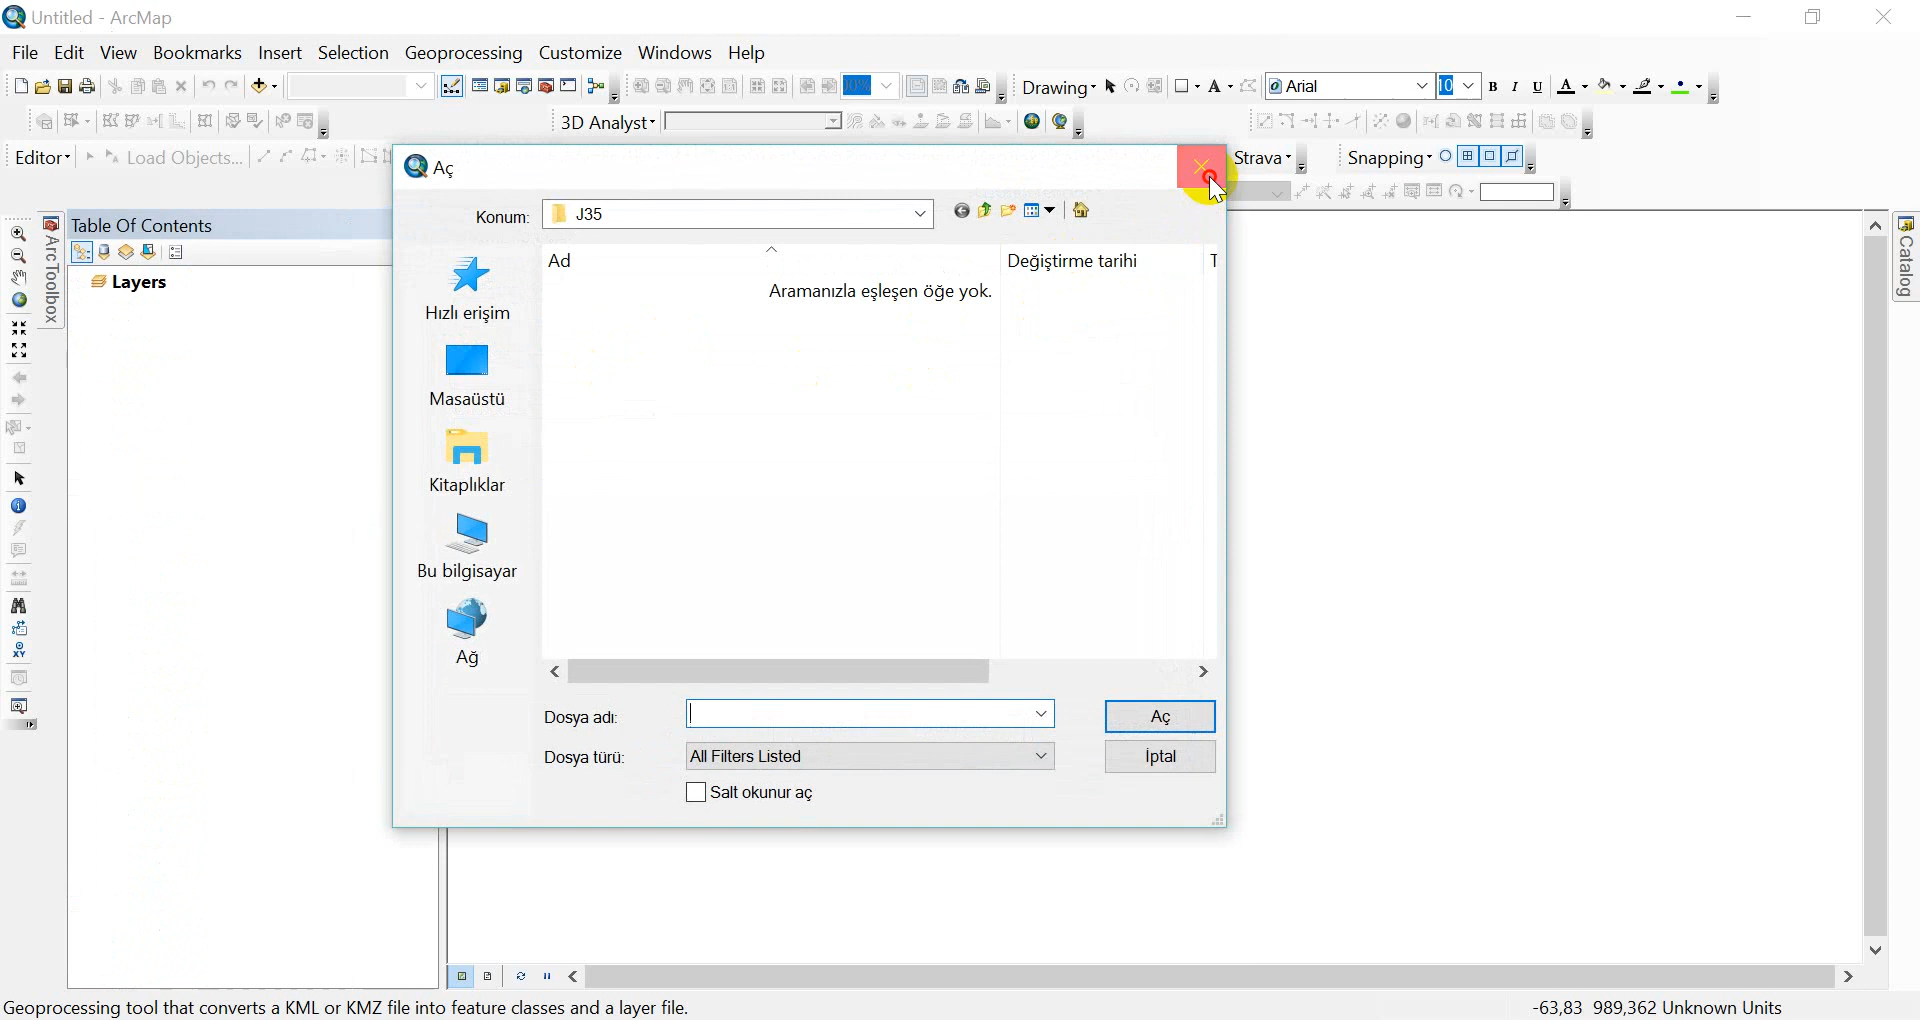 Untitled - ArcMap
File Edit View Bookmarks Insert Selection Geoprocessing Customize Windows Help
Drawing Arial 10 B I U A
3D Analyst
Editor Load Objects... Strava Snapping
Aç
Konum: J35
Table Of Contents
Layers
ArcToolbox
Catalog
Ad Değiştirme tarihi T
Aramanızla eşleşen öğe yok.
Hızlı erişim
Masaüstü
Kitaplıklar
Bu bilgisayar
Ağ
Dosya adı: Aç
Dosya türü: All Filters Listed İptal
Salt okunur aç
Geoprocessing tool that converts a KML or KMZ file into feature classes and a layer file. -63,83 989,362 Unknown Units